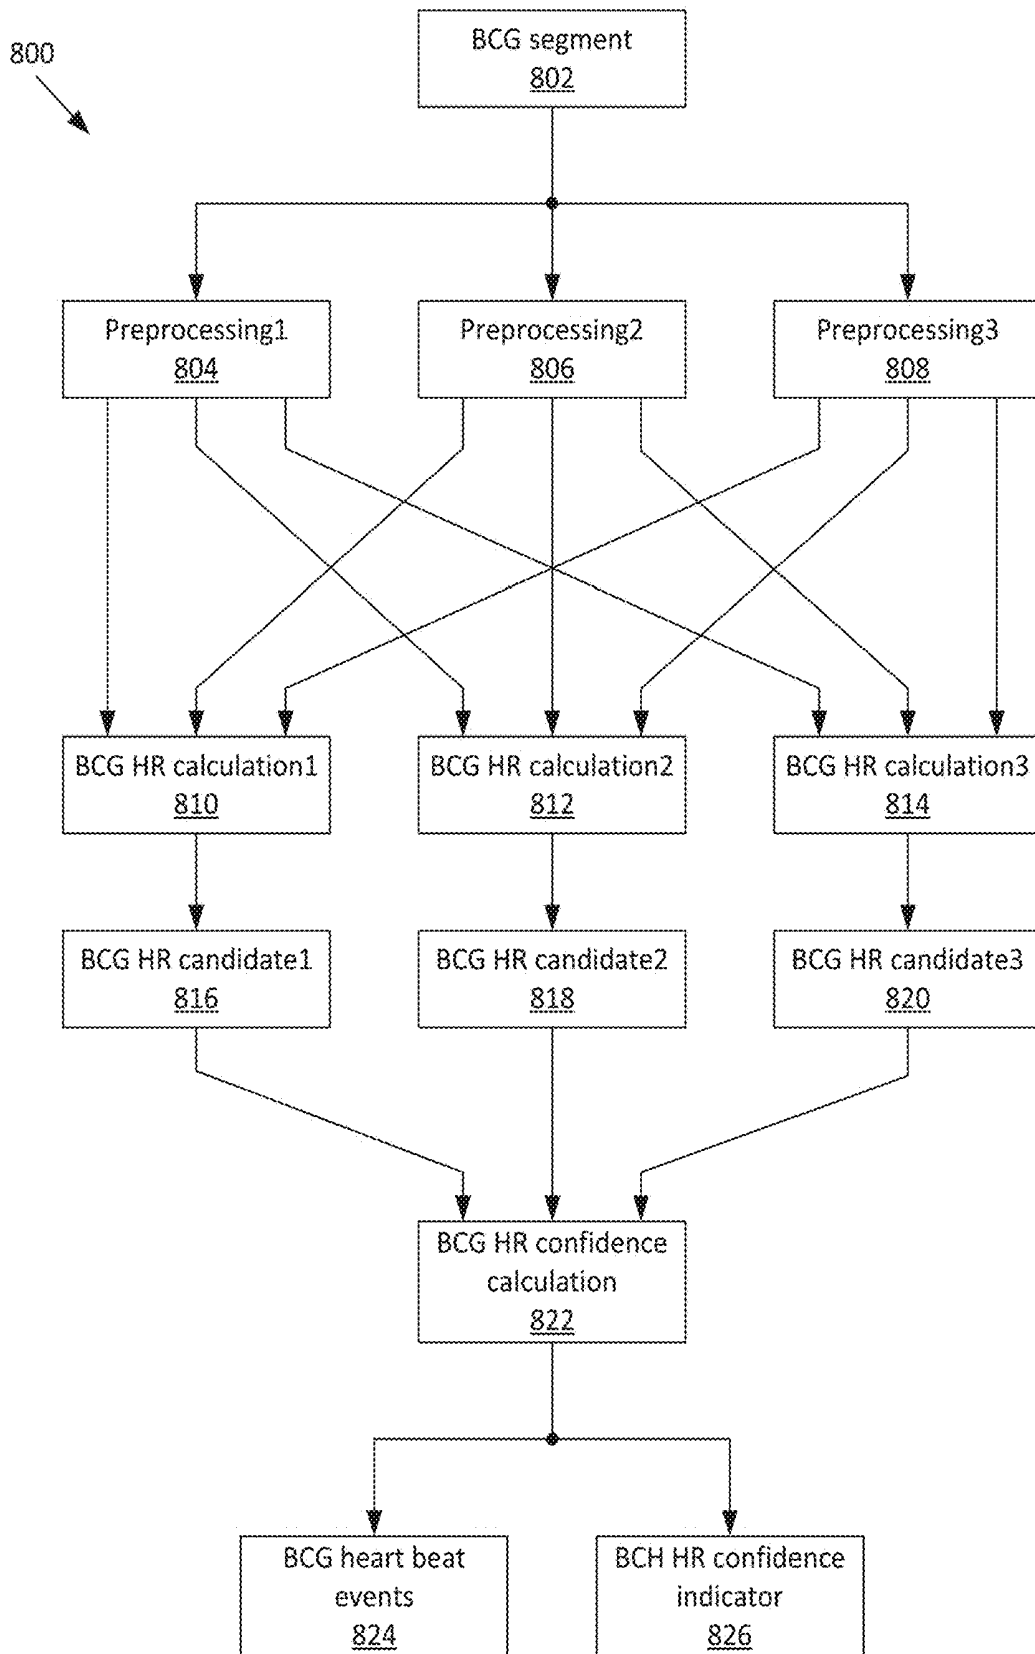 800
BCG segment
802
Preprocessing1
804
Preprocessing2
806
Preprocessing3
808
BCG HR calculation1
810
BCG HR calculation2
812
BCG HR calculation3
814
BCG HR candidate1
816
BCG HR candidate2
818
BCG HR candidate3
820
BCG HR confidence
calculation
822
BCG heart beat
events
824
BCH HR confidence
indicator
826